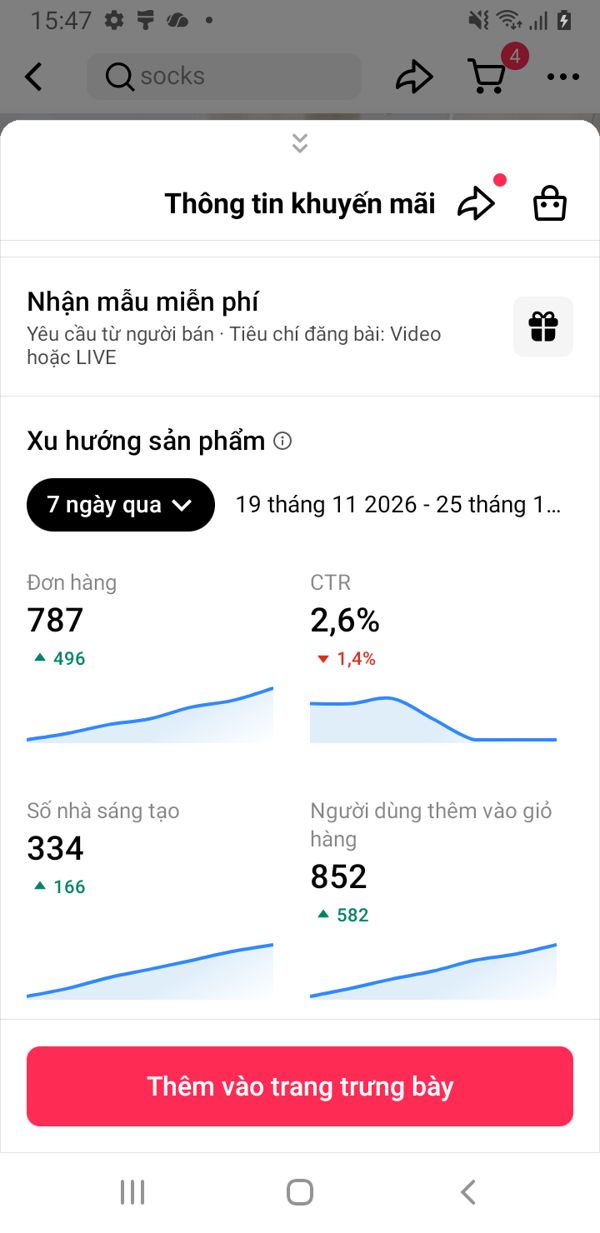 15:47
socks
4
Thông tin khuyến mãi
Nhận mẫu miễn phí
Yêu cầu từ người bán · Tiêu chí đăng bài: Video
hoặc LIVE
Xu hướng sản phẩm
7 ngày qua
19 tháng 11 2026 - 25 tháng 1...
Đơn hàng
787
496
CTR
2,6%
1,4%
Số nhà sáng tạo
334
166
Người dùng thêm vào giỏ
hàng
852
582
Thêm vào trang trưng bày